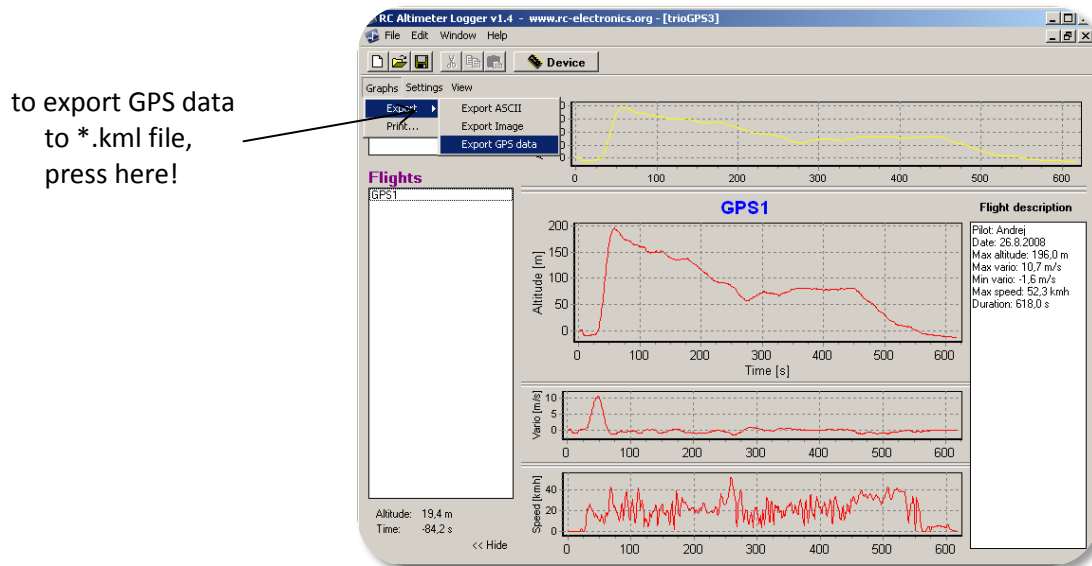 to export GPS data
to *.kml file,
press here!
RC Altimeter Logger v1.4 - www.rc-electronics.org - [trioGPS3]
File Edit Window Help
Device
Graphs Settings View
Export
Print...
Export ASCII
Export Image
Export GPS data
0 100 200 300 400 500 600
Flights
GPS1
GPS1
Altitude [m]
200
150
100
50
0
0 100 200 300 400 500 600
Time [s]
Vario [m/s]
10
5
0
0 100 200 300 400 500 600
Speed [kmh]
40
20
0
0 100 200 300 400 500 600
Flight description
Pilot: Andrej
Date: 26.8.2008
Max altitude: 196,0 m
Max vario: 10,7 m/s
Min vario: -1,6 m/s
Max speed: 52,3 kmh
Duration: 618,0 s
Altitude: 19,4 m
Time: -84,2 s
<< Hide